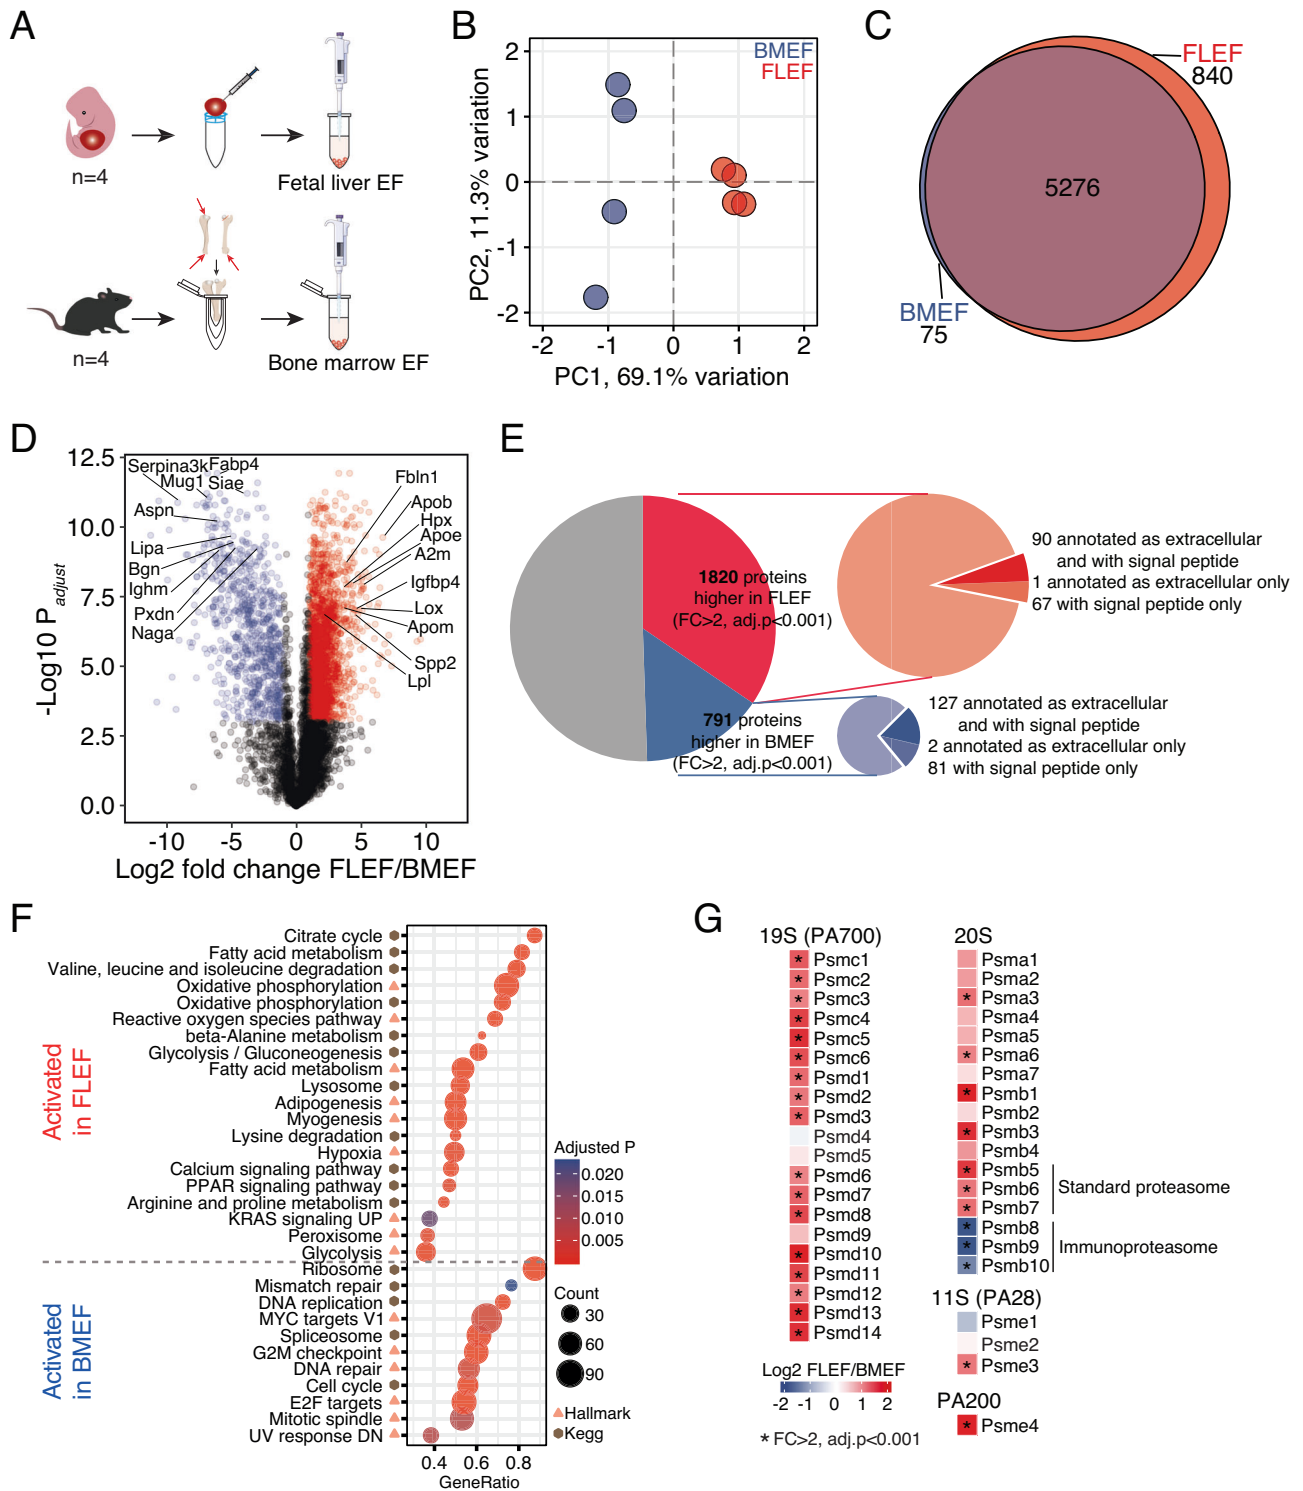 A
n=4
Fetal liver EF
n=4
Bone marrow EF
B
BMEF
FLEF
2
1
0
-1
-2
-2
-1
0
1
2
PC2, 11.3% variation
PC1, 69.1% variation
C
FLEF
840
5276
BMEF
75
D
12.5
10.0
7.5
5.0
2.5
0.0
-Log10 P adjust
Serpina3k
Fabp4
Mug1
Siae
Aspn
Lipa
Bgn
Ighm
Pxdn
Naga
Fbln1
Apob
Hpx
Apoe
A2m
Igfbp4
Lox
Apom
Spp2
Lpl
-10
-5
0
5
10
Log2 fold change FLEF/BMEF
E
1820 proteins
higher in FLEF
(FC>2, adj.p<0.001)
791 proteins
higher in BMEF
(FC>2, adj.p<0.001)
90 annotated as extracellular
and with signal peptide
1 annotated as extracellular only
67 with signal peptide only
127 annotated as extracellular
and with signal peptide
2 annotated as extracellular only
81 with signal peptide only
F
Activated
in FLEF
Citrate cycle
Fatty acid metabolism
Valine, leucine and isoleucine degradation
Oxidative phosphorylation
Oxidative phosphorylation
Reactive oxygen species pathway
beta-Alanine metabolism
Glycolysis / Gluconeogenesis
Fatty acid metabolism
Lysosome
Adipogenesis
Myogenesis
Lysine degradation
Hypoxia
Calcium signaling pathway
PPAR signaling pathway
Arginine and proline metabolism
KRAS signaling UP
Peroxisome
Glycolysis
Activated
in BMEF
Ribosome
Mismatch repair
DNA replication
MYC targets V1
Spliceosome
G2M checkpoint
DNA repair
Cell cycle
E2F targets
Mitotic spindle
UV response DN
0.4
0.6
0.8
GeneRatio
Adjusted P
0.020
0.015
0.010
0.005
Count
30
60
90
Hallmark
Kegg
G
19S (PA700)
* Psmc1
* Psmc2
* Psmc3
* Psmc4
* Psmc5
* Psmc6
* Psmd1
* Psmd2
* Psmd3
Psmd4
Psmd5
* Psmd6
* Psmd7
* Psmd8
Psmd9
* Psmd10
* Psmd11
* Psmd12
* Psmd13
* Psmd14
Log2 FLEF/BMEF
-2 -1 0 1 2
* FC>2, adj.p<0.001
20S
Psma1
Psma2
* Psma3
Psma4
Psma5
* Psma6
Psma7
* Psmb1
Psmb2
* Psmb3
Psmb4
* Psmb5
* Psmb6
* Psmb7
Standard proteasome
* Psmb8
* Psmb9
* Psmb10
Immunoproteasome
11S (PA28)
Psme1
Psme2
* Psme3
PA200
* Psme4